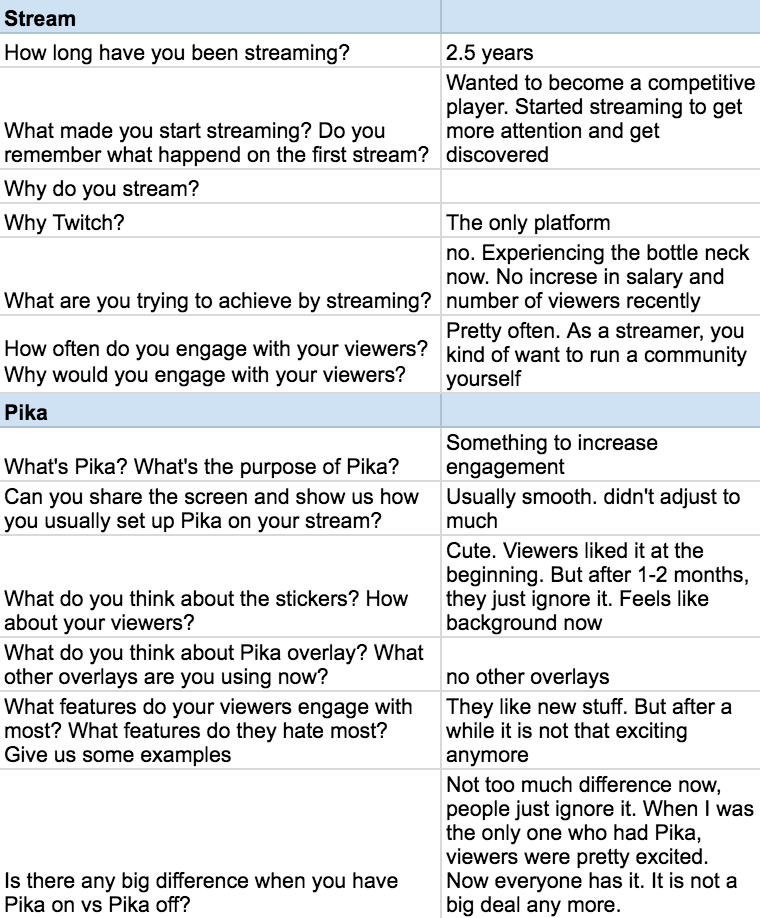 Stream
How long have you been streaming?
2.5 years
What made you start streaming? Do you
remember what happend on the first stream?
Wanted to become a competitive
player. Started streaming to get
more attention and get
discovered
Why do you stream?
Why Twitch?
The only platform
What are you trying to achieve by streaming?
no. Experiencing the bottle neck
now. No increse in salary and
number of viewers recently
How often do you engage with your viewers?
Why would you engage with your viewers?
Pretty often. As a streamer, you
kind of want to run a community
yourself
Pika
What's Pika? What's the purpose of Pika?
Something to increase
engagement
Can you share the screen and show us how
you usually set up Pika on your stream?
Usually smooth. didn't adjust to
much
What do you think about the stickers? How
about your viewers?
Cute. Viewers liked it at the
beginning. But after 1-2 months,
they just ignore it. Feels like
background now
What do you think about Pika overlay? What
other overlays are you using now?
no other overlays
What features do your viewers engage with
most? What features do they hate most?
Give us some examples
They like new stuff. But after a
while it is not that exciting
anymore
Is there any big difference when you have
Pika on vs Pika off?
Not too much difference now,
people just ignore it. When I was
the only one who had Pika,
viewers were pretty excited.
Now everyone has it. It is not a
big deal any more.